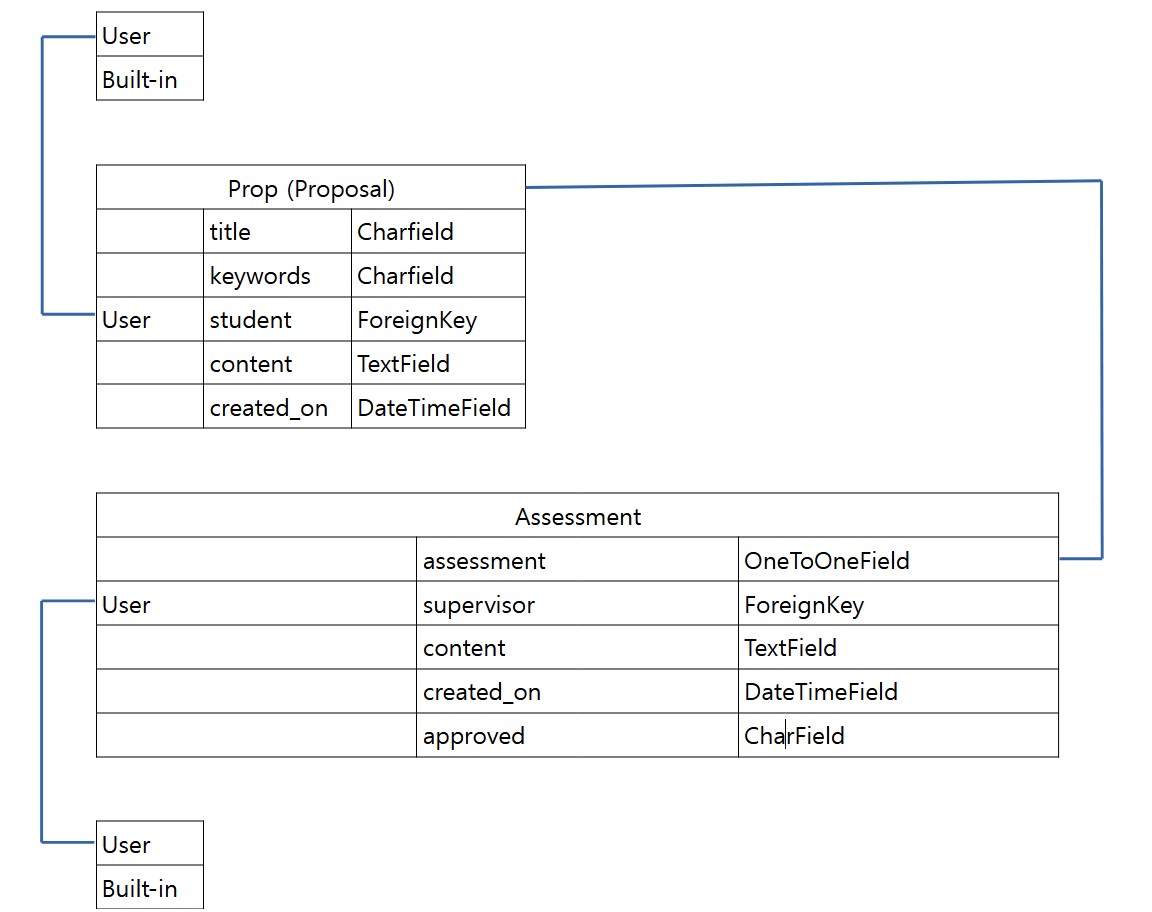 User
Built-in
Prop (Proposal)
title Charfield
keywords Charfield
User student ForeignKey
content TextField
created_on DateTimeField
Assessment
assessment OneToOneField
User supervisor ForeignKey
content TextField
created_on DateTimeField
approved CharField
User
Built-in